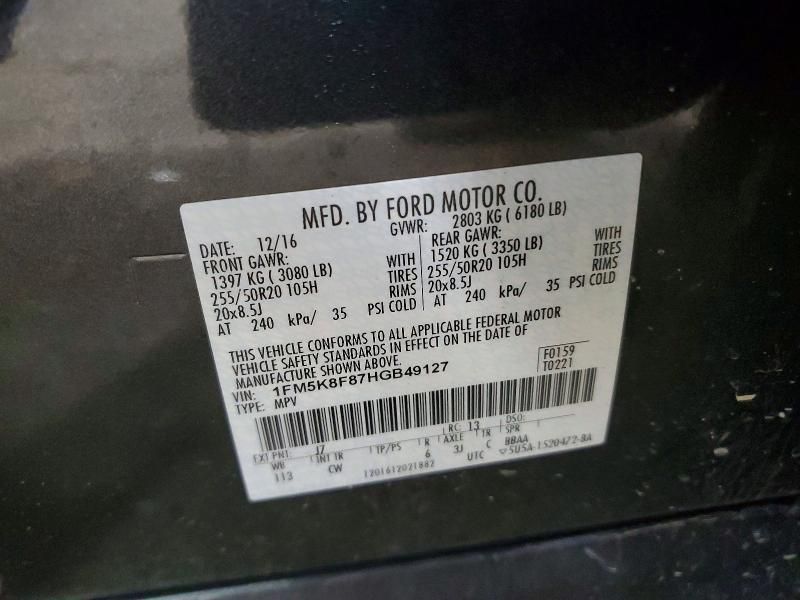 MFD. BY FORD MOTOR CO.
DATE: 12/16 GVWR: 2803 KG ( 6180 LB)
FRONT GAWR: REAR GAWR:
1397 KG ( 3080 LB) WITH 1520 KG ( 3350 LB) WITH
255/50R20 105H TIRES 255/50R20 105H TIRES
20x8.5J RIMS 20x8.5J RIMS
AT 240 kPa/ 35 PSI COLD AT 240 kPa/ 35 PSI COLD
THIS VEHICLE CONFORMS TO ALL APPLICABLE FEDERAL MOTOR
VEHICLE SAFETY STANDARDS IN EFFECT ON THE DATE OF
MANUFACTURE SHOWN ABOVE.
VIN: 1FM5K8F87HGB49127 F0159
TYPE: MPV T0221
EXT PNT: J7 RC: 13 DSO:
WB INT TR TP/PS R AXLE TR SPR
113 CW 6 3J C BBAA
1201612021882 UTC 5U5A-1520472-BA